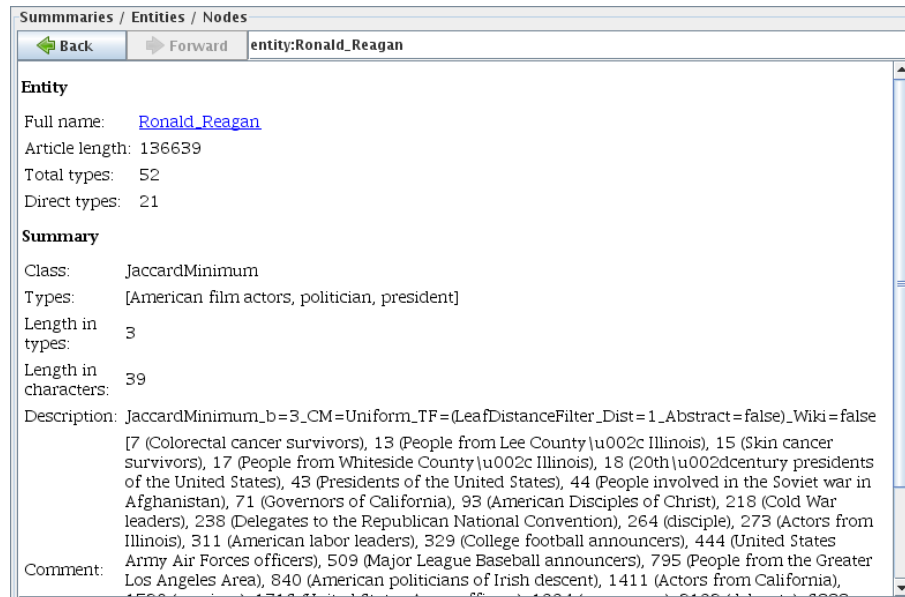 Summmaries / Entities / Nodes
Back Forward entity:Ronald_Reagan
Entity
Full name: Ronald_Reagan
Article length: 136639
Total types: 52
Direct types: 21
Summary
Class: JaccardMinimum
Types: [American film actors, politician, president]
Length in
types: 3
Length in
characters: 39
Description: JaccardMinimum_b=3_CM=Uniform_TF=(LeafDistanceFilter_Dist=1_Abstract=false)_Wiki=false
[7 (Colorectal cancer survivors), 13 (People from Lee County\u002c Illinois), 15 (Skin cancer
survivors), 17 (People from Whiteside County\u002c Illinois), 18 (20th\u002dcentury presidents
of the United States), 43 (Presidents of the United States), 44 (People involved in the Soviet war in
Afghanistan), 71 (Governors of California), 93 (American Disciples of Christ), 218 (Cold War
leaders), 238 (Delegates to the Republican National Convention), 264 (disciple), 273 (Actors from
Illinois), 311 (American labor leaders), 329 (College football announcers), 444 (United States
Army Air Forces officers), 509 (Major League Baseball announcers), 795 (People from the Greater
Comment: Los Angeles Area), 840 (American politicians of Irish descent), 1411 (Actors from California),